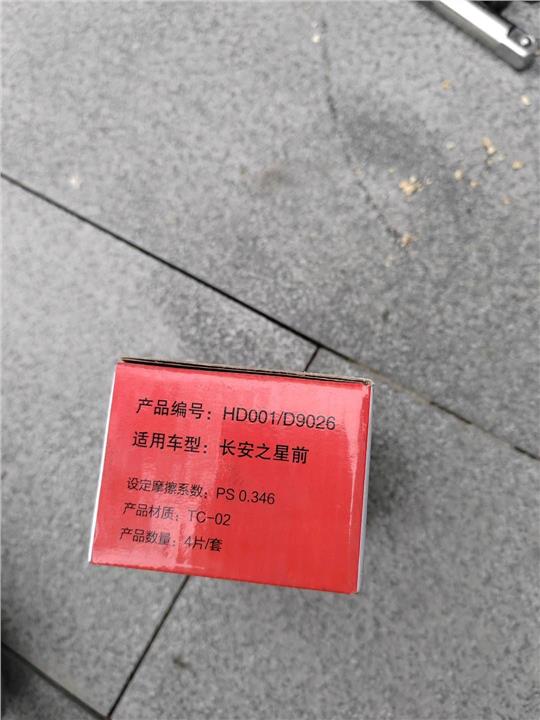 产品编号：HD001/D9026
适用车型：长安之星前
设定摩擦系数：PS 0.346
产品材质：TC-02
产品数量：4片/套